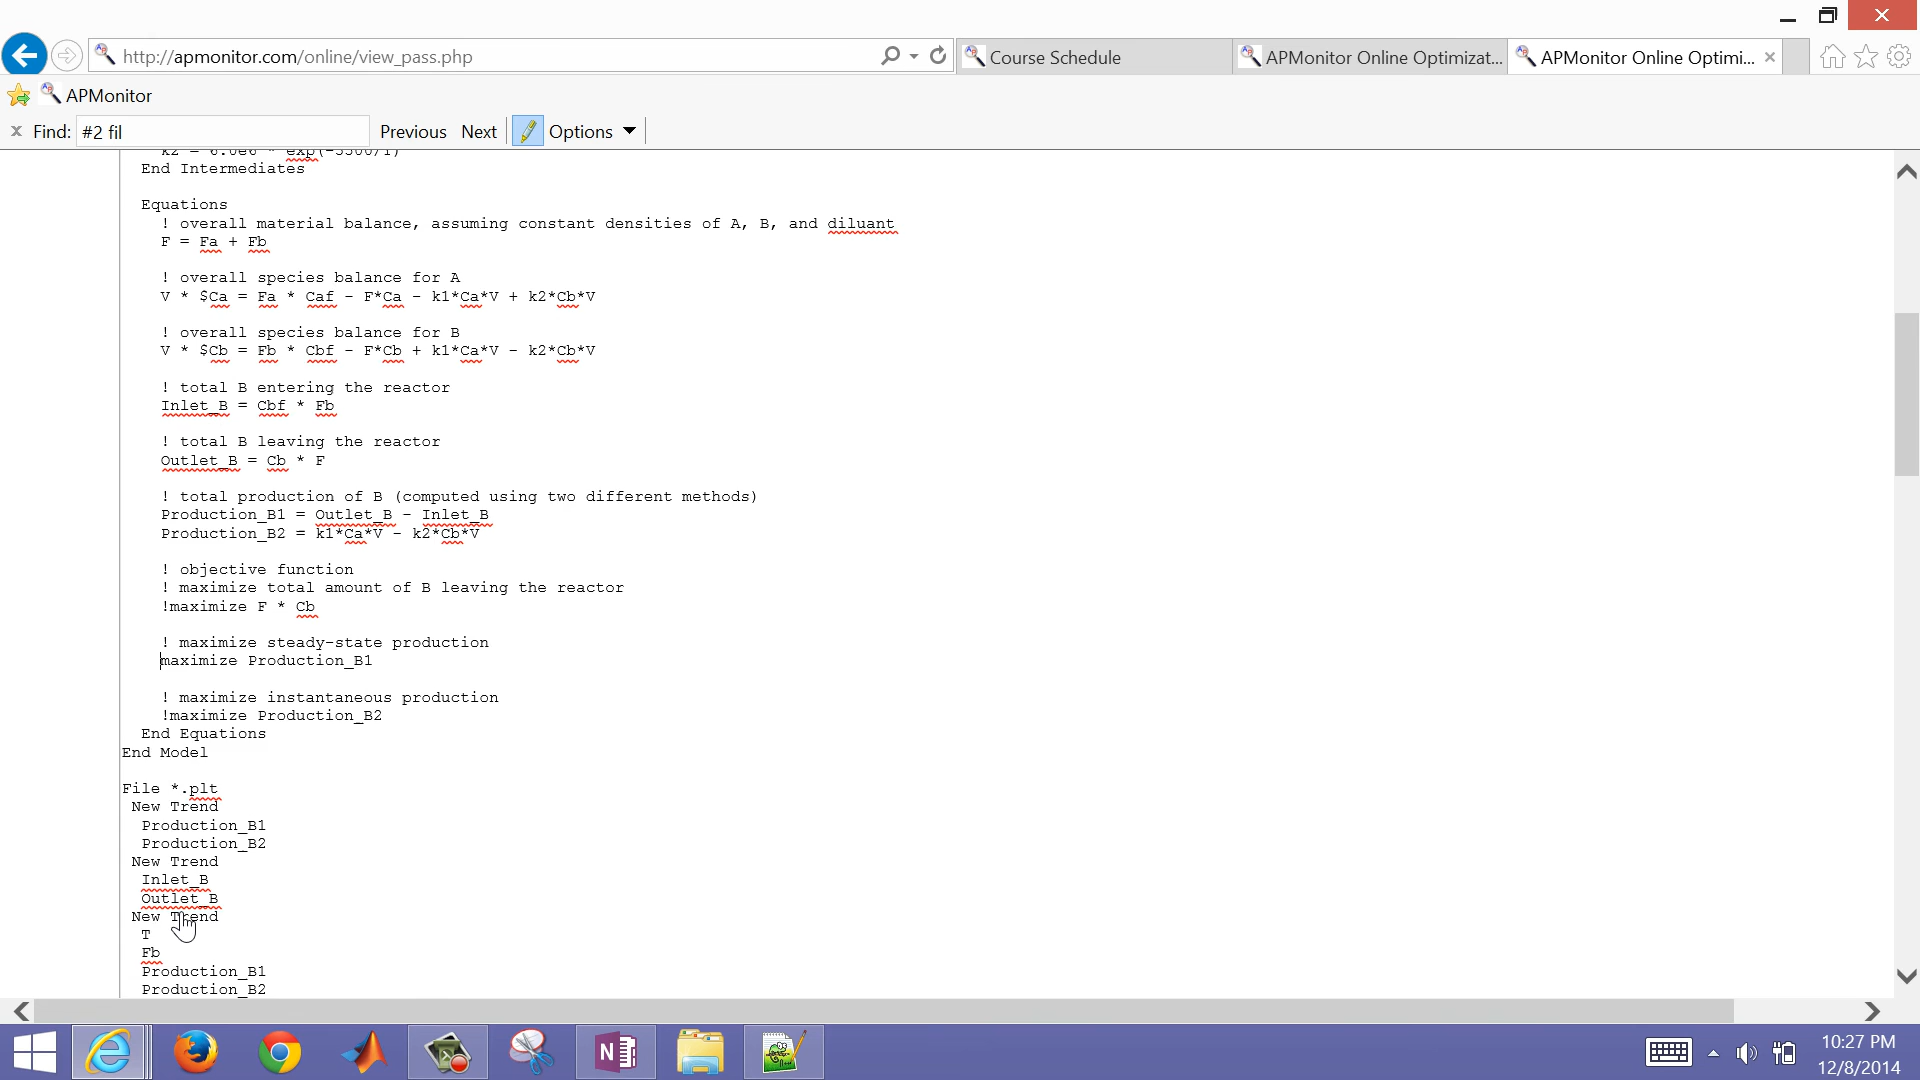 http://apmonitor.com/online/view_pass.php
Course Schedule
APMonitor Online Optimizat...
APMonitor Online Optimi...
APMonitor
x Find: #2 fil Previous Next Options
k2 = 6.0e6 * exp(-5500/T)
End Intermediates
Equations
! overall material balance, assuming constant densities of A, B, and diluant
F = Fa + Fb
! overall species balance for A
V * $Ca = Fa * Caf - F*Ca - k1*Ca*V + k2*Cb*V
! overall species balance for B
V * $Cb = Fb * Cbf - F*Cb + k1*Ca*V - k2*Cb*V
! total B entering the reactor
Inlet_B = Cbf * Fb
! total B leaving the reactor
Outlet_B = Cb * F
! total production of B (computed using two different methods)
Production_B1 = Outlet_B - Inlet_B
Production_B2 = k1*Ca*V - k2*Cb*V
! objective function
! maximize total amount of B leaving the reactor
!maximize F * Cb
! maximize steady-state production
maximize Production_B1
! maximize instantaneous production
!maximize Production_B2
End Equations
End Model
File *.plt
New Trend
Production_B1
Production_B2
New Trend
Inlet_B
Outlet_B
New Trend
T
Fb
Production_B1
Production_B2
10:27 PM
12/8/2014